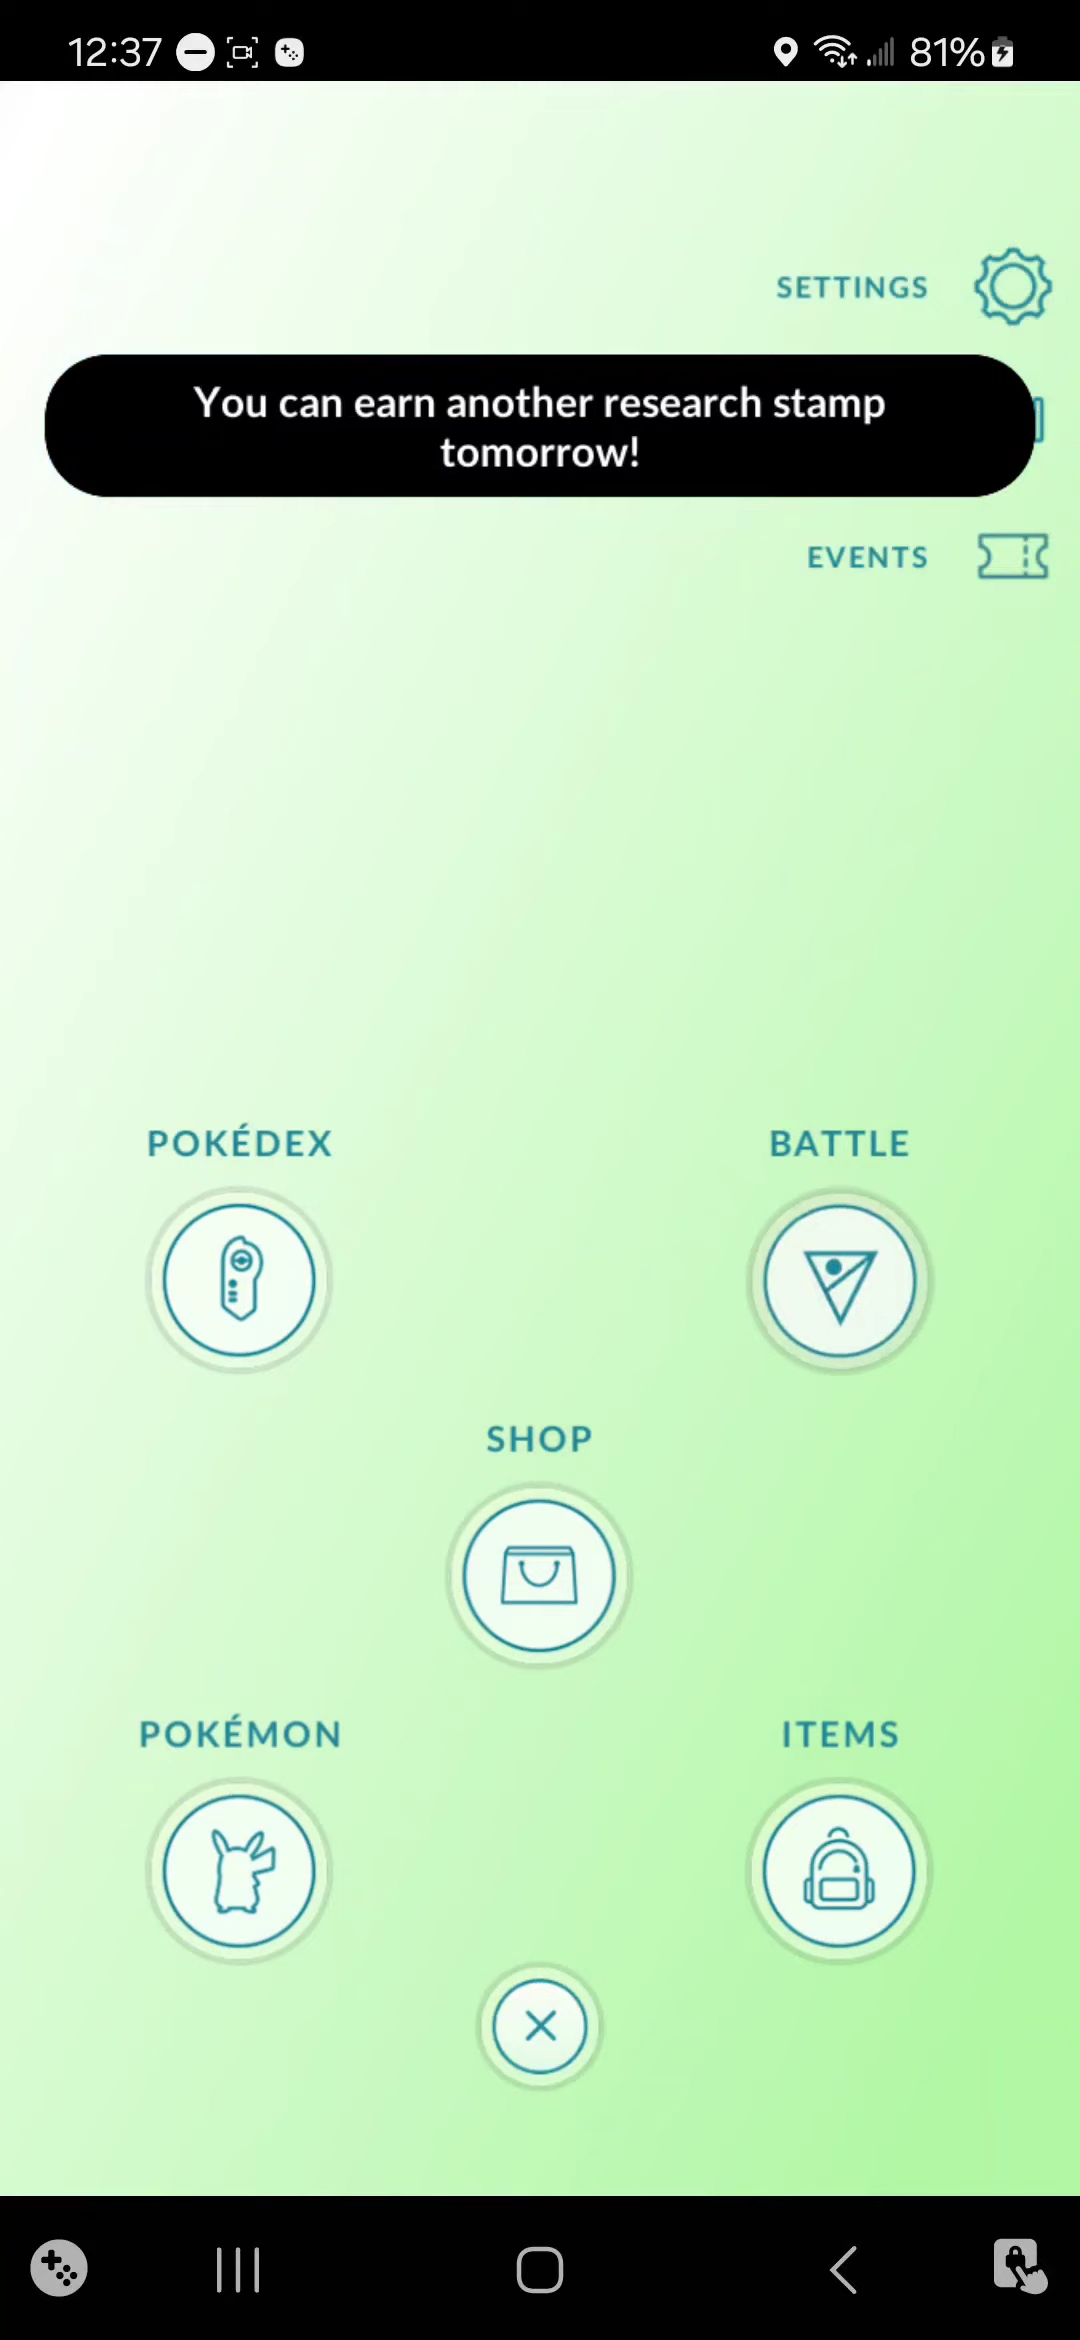 12:37
81%
SETTINGS
You can earn another research stamp
tomorrow!
EVENTS
POKÉDEX
BATTLE
SHOP
POKÉMON
ITEMS